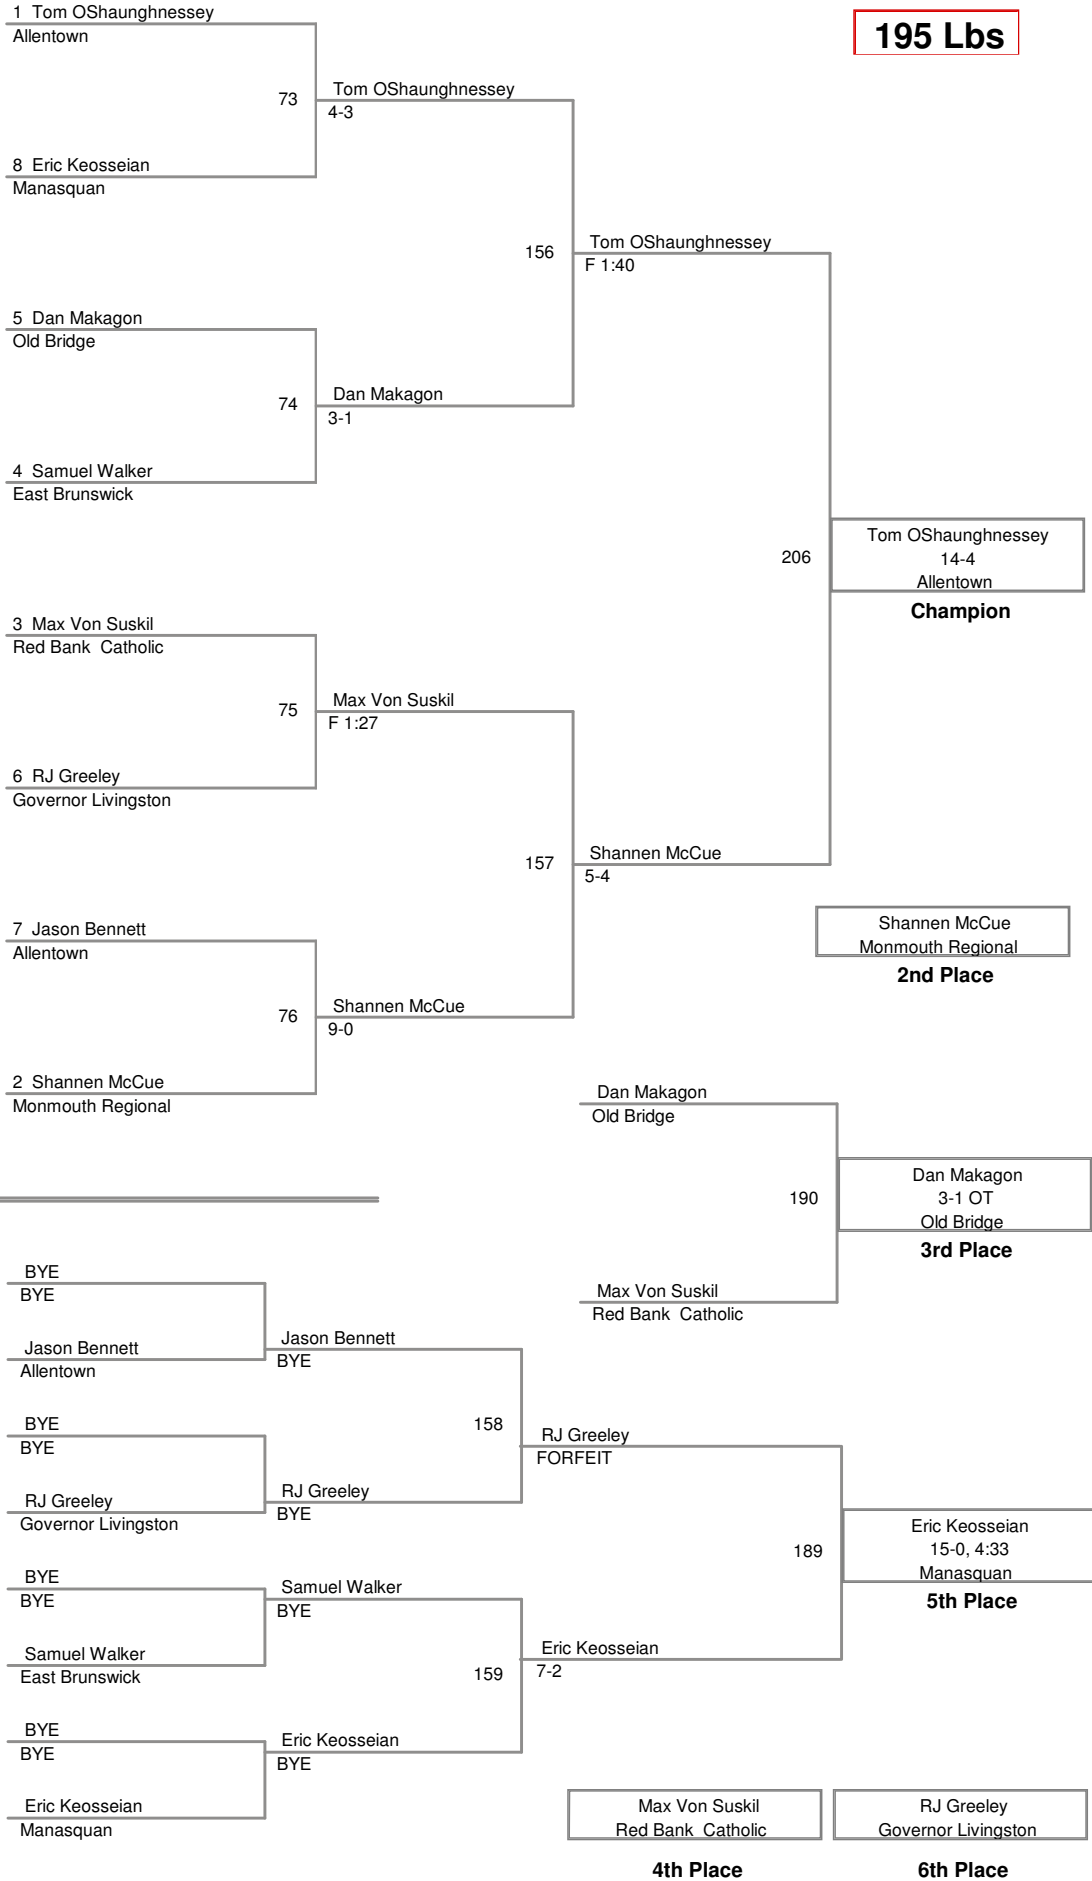 195 Lbs
1 Tom OShaunghnessey
Allentown
73
Tom OShaunghnessey
4-3
8 Eric Keosseian
Manasquan
156
Tom OShaunghnessey
F 1:40
5 Dan Makagon
Old Bridge
74
Dan Makagon
3-1
4 Samuel Walker
East Brunswick
206
Tom OShaunghnessey
14-4
Allentown
Champion
3 Max Von Suskil
Red Bank Catholic
75
Max Von Suskil
F 1:27
6 RJ Greeley
Governor Livingston
157
Shannen McCue
5-4
7 Jason Bennett
Allentown
Shannen McCue
Monmouth Regional
2nd Place
76
Shannen McCue
9-0
2 Shannen McCue
Monmouth Regional
Dan Makagon
Old Bridge
190
Dan Makagon
3-1 OT
Old Bridge
3rd Place
Max Von Suskil
Red Bank Catholic
BYE
BYE
Jason Bennett
Allentown
Jason Bennett
BYE
BYE
BYE
158
RJ Greeley
FORFEIT
RJ Greeley
Governor Livingston
RJ Greeley
BYE
189
Eric Keosseian
15-0, 4:33
Manasquan
5th Place
BYE
BYE
Samuel Walker
BYE
Samuel Walker
East Brunswick
159
Eric Keosseian
7-2
BYE
BYE
Eric Keosseian
BYE
Eric Keosseian
Manasquan
Max Von Suskil
Red Bank Catholic
4th Place
RJ Greeley
Governor Livingston
6th Place